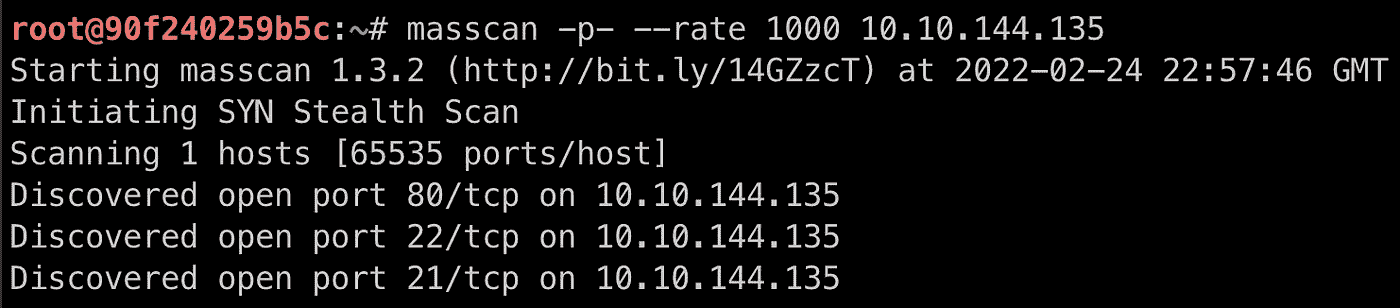 root@90f240259b5c:~# masscan -p- --rate 1000 10.10.144.135
Starting masscan 1.3.2 (http://bit.ly/14GZzcT) at 2022-02-24 22:57:46 GMT
Initiating SYN Stealth Scan
Scanning 1 hosts [65535 ports/host]
Discovered open port 80/tcp on 10.10.144.135
Discovered open port 22/tcp on 10.10.144.135
Discovered open port 21/tcp on 10.10.144.135